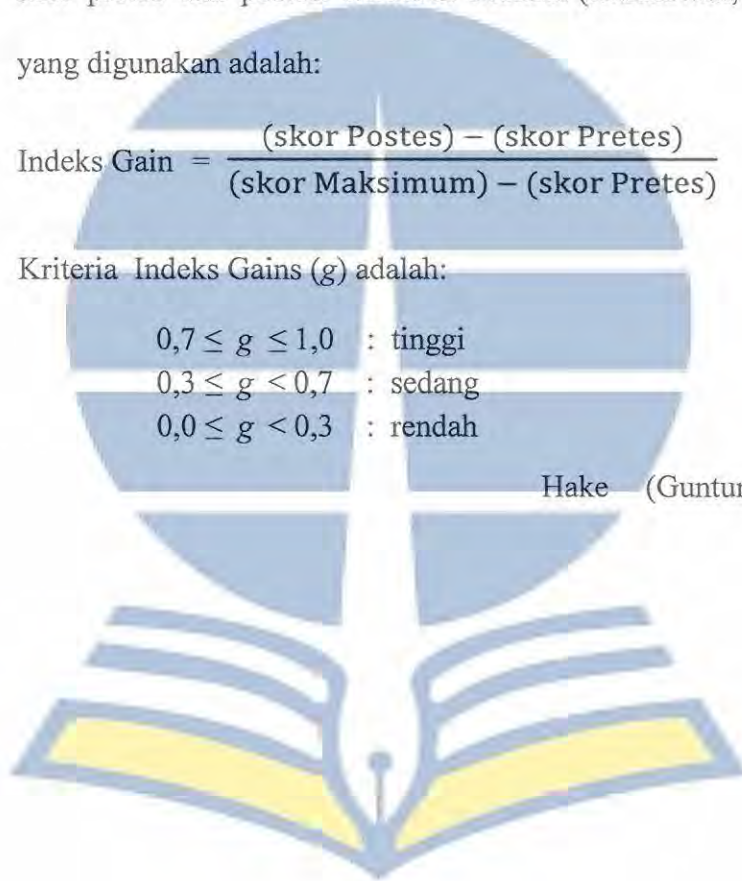 yang digunakan adalah:
Indeks Gain = (skor Postes) – (skor Pretes) / (skor Maksimum) – (skor Pretes)
Kriteria Indeks Gains (g) adalah:
0,7 ≤ g ≤ 1,0 : tinggi
0,3 ≤ g < 0,7 : sedang
0,0 ≤ g < 0,3 : rendah
Hake (Guntur